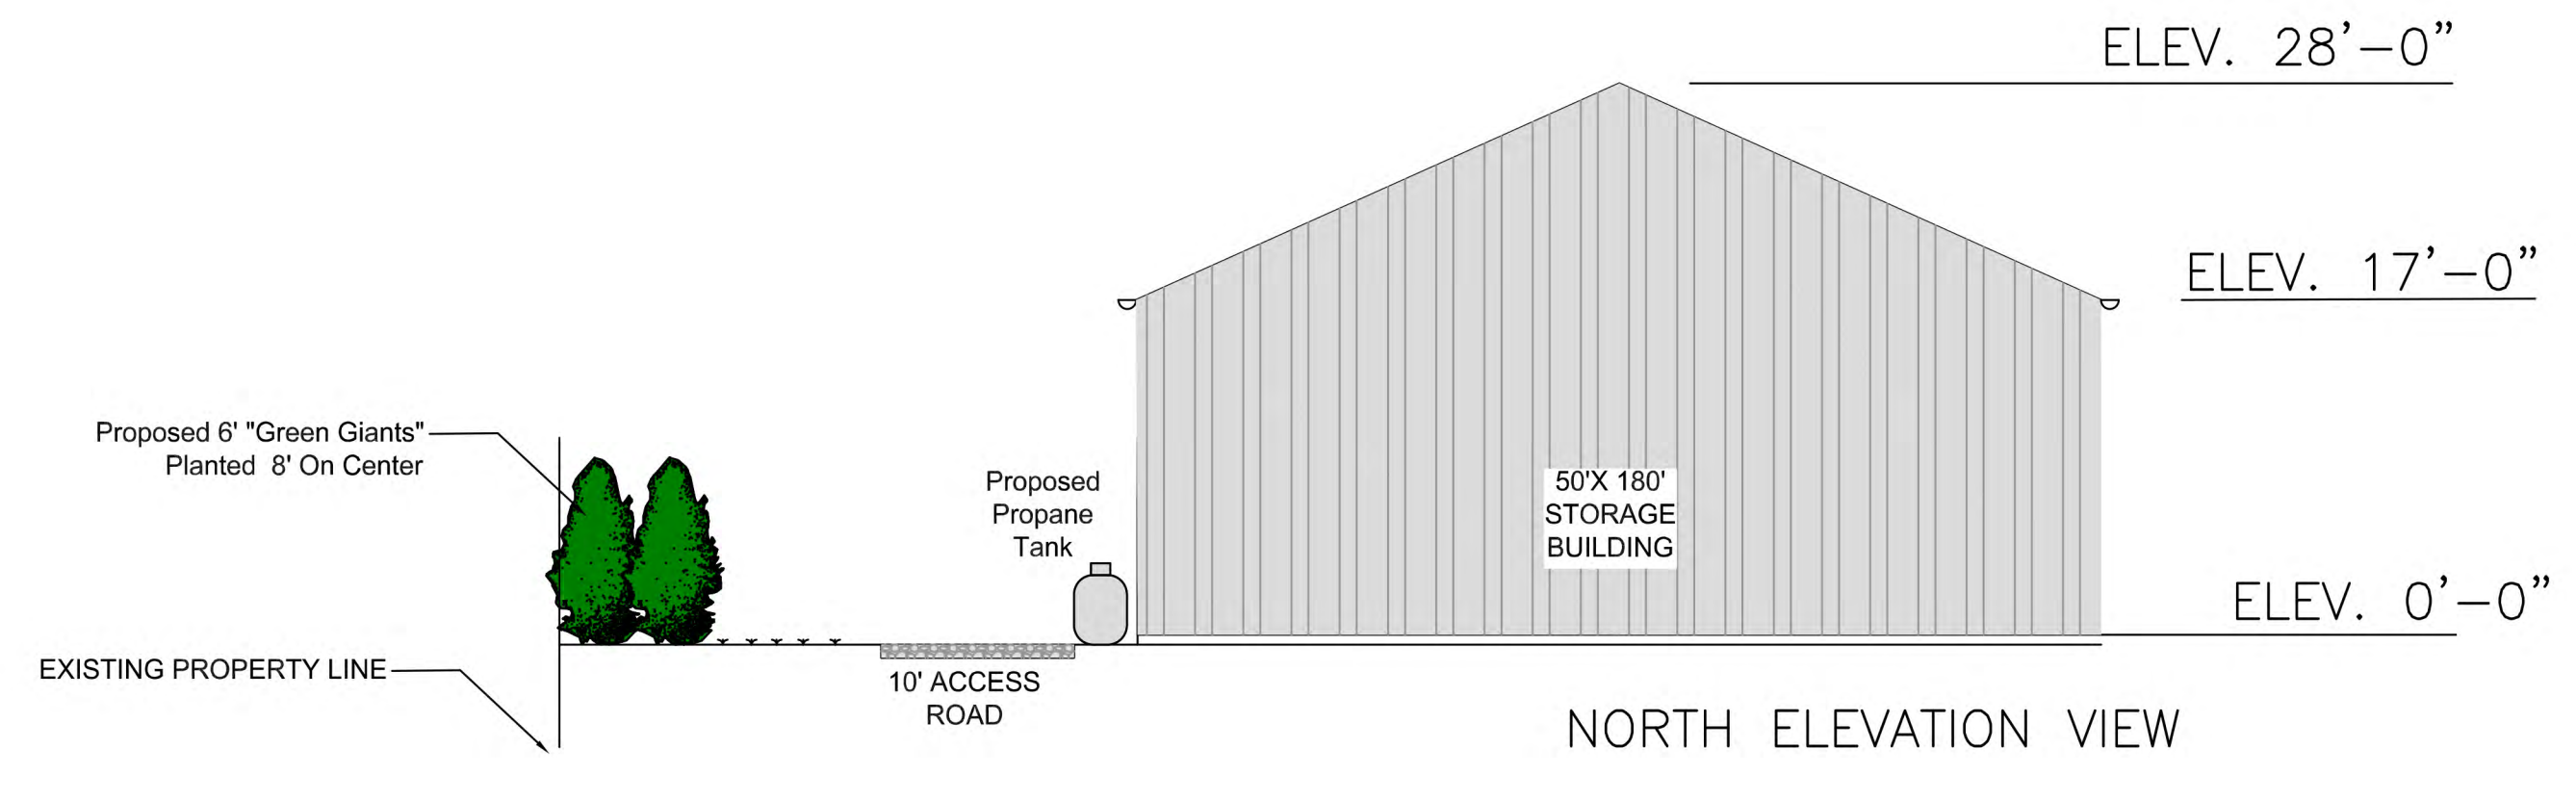 ELEV. 28'-0"
ELEV. 17'-0"
Proposed 6' "Green Giants"
Planted 8' On Center
Proposed
Propane
Tank
50'X 180'
STORAGE
BUILDING
ELEV. 0'-0"
EXISTING PROPERTY LINE
10' ACCESS
ROAD
NORTH ELEVATION VIEW